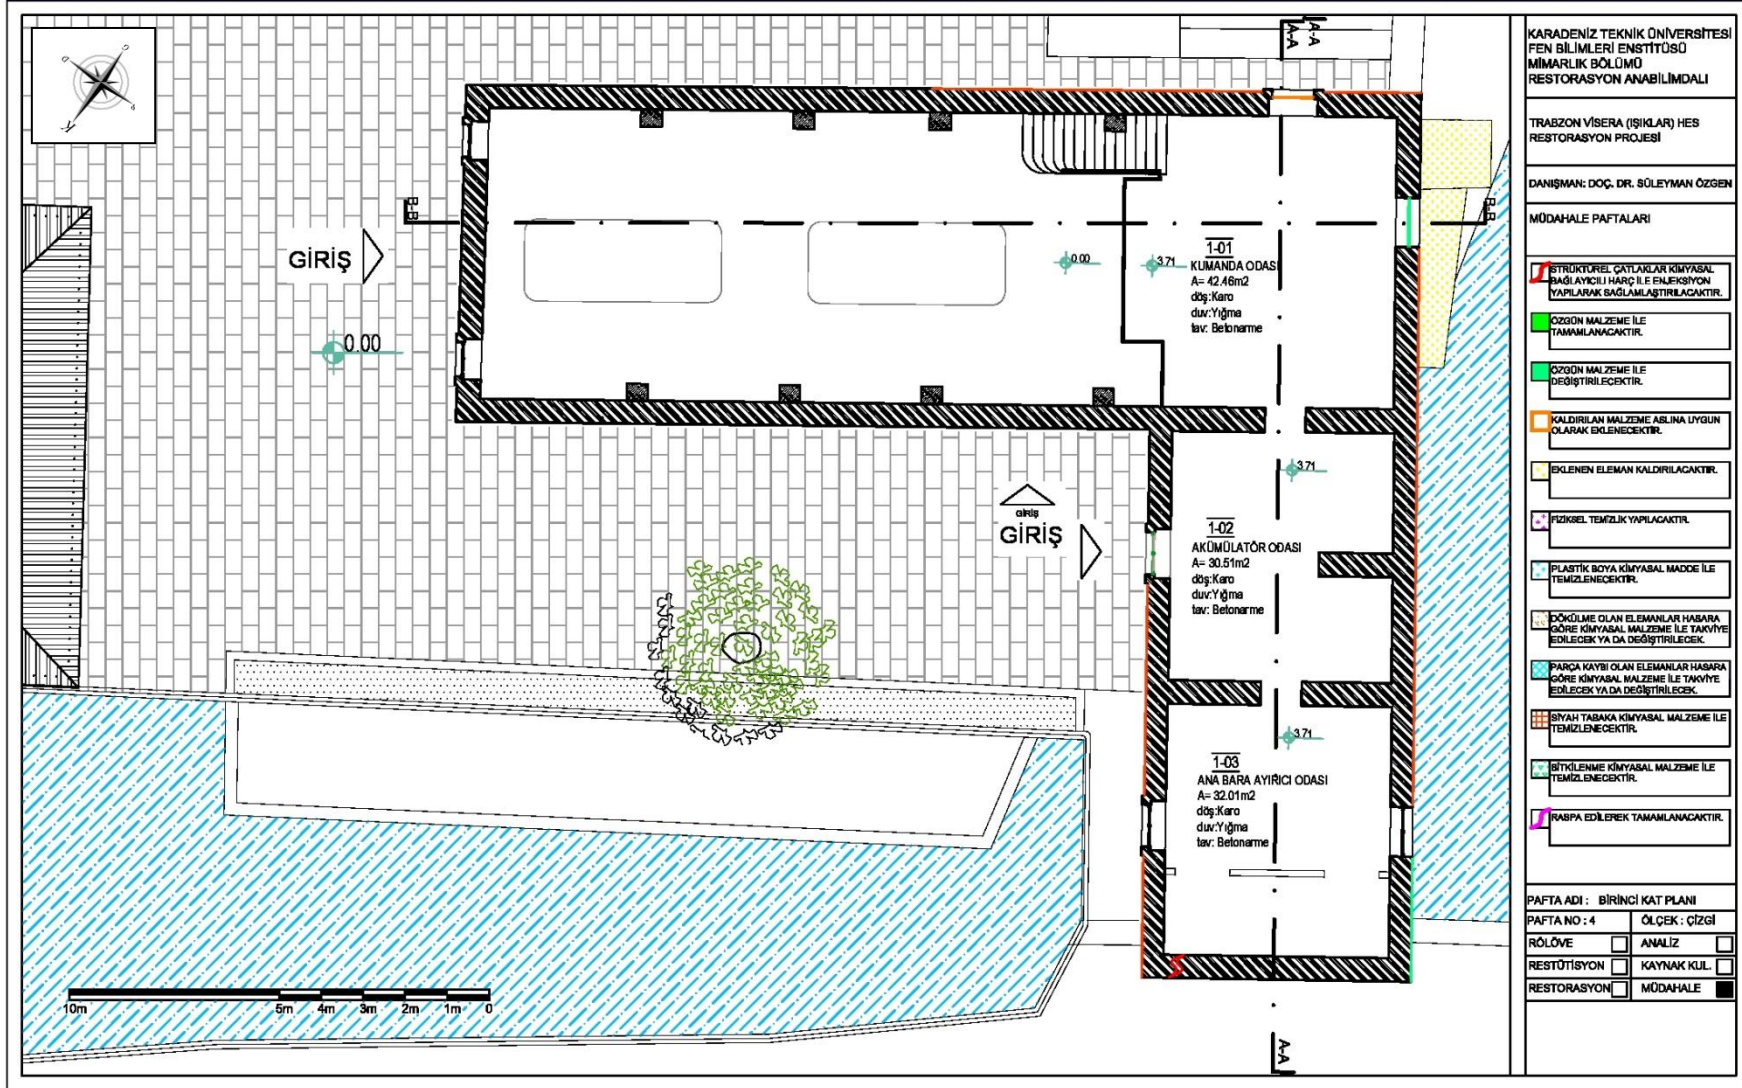 A-A
A-A
B-B
B-B
GİRİŞ
0.00
0.00
3.71
1-01
KUMANDA ODASI
A= 42.46m2
döş:Karo
duv:Yığma
tav: Betonarme
3.71
GİRİŞ
GİRİŞ
1-02
AKÜMÜLATÖR ODASI
A= 30.51m2
döş:Karo
duv:Yığma
tav: Betonarme
3.71
1-03
ANA BARA AYIRICI ODASI
A= 32.01m2
döş:Karo
duv:Yığma
tav: Betonarme
10m 5m 4m 3m 2m 1m 0
A-A
KARADENİZ TEKNİK ÜNİVERSİTESİ
FEN BİLİMLERİ ENSTİTÜSÜ
MİMARLIK BÖLÜMÜ
RESTORASYON ANABİLİMDALI
TRABZON VİSERA (IŞIKLAR) HES
RESTORASYON PROJESİ
DANIŞMAN: DOÇ. DR. SÜLEYMAN ÖZGEN
MÜDAHALE PAFTALARI
STRÜKTÜREL ÇATLAKLAR KİMYASAL
BAĞLAYICILI HARÇ İLE ENJEKSİYON
YAPILARAK SAĞLAMLAŞTIRILACAKTIR.
ÖZGÜN MALZEME İLE
TAMAMLANACAKTIR.
ÖZGÜN MALZEME İLE
DEĞİŞTİRİLECEKTİR.
KALDIRILAN MALZEME ASLINA UYGUN
OLARAK EKLENECEKTİR.
EKLENEN ELEMAN KALDIRILACAKTIR.
FİZİKSEL TEMİZLİK YAPILACAKTIR.
PLASTİK BOYA KİMYASAL MADDE İLE
TEMİZLENECEKTİR.
DÖKÜLME OLAN ELEMANLAR HASARA
GÖRE KİMYASAL MALZEME İLE TAKVİYE
EDİLECEK YA DA DEĞİŞTİRİLECEK.
PARÇA KAYBI OLAN ELEMANLAR HASARA
GÖRE KİMYASAL MALZEME İLE TAKVİYE
EDİLECEK YA DA DEĞİŞTİRİLECEK.
SİYAH TABAKA KİMYASAL MALZEME İLE
TEMİZLENECEKTİR.
BİTKİLENME KİMYASAL MALZEME İLE
TEMİZLENECEKTİR.
RASPA EDİLEREK TAMAMLANACAKTIR.
PAFTA ADI : BİRİNCİ KAT PLANI
PAFTA NO : 4 ÖLÇEK : ÇİZGİ
RÖLÖVE ANALİZ
RESTÜTİSYON KAYNAK KUL.
RESTORASYON MÜDAHALE